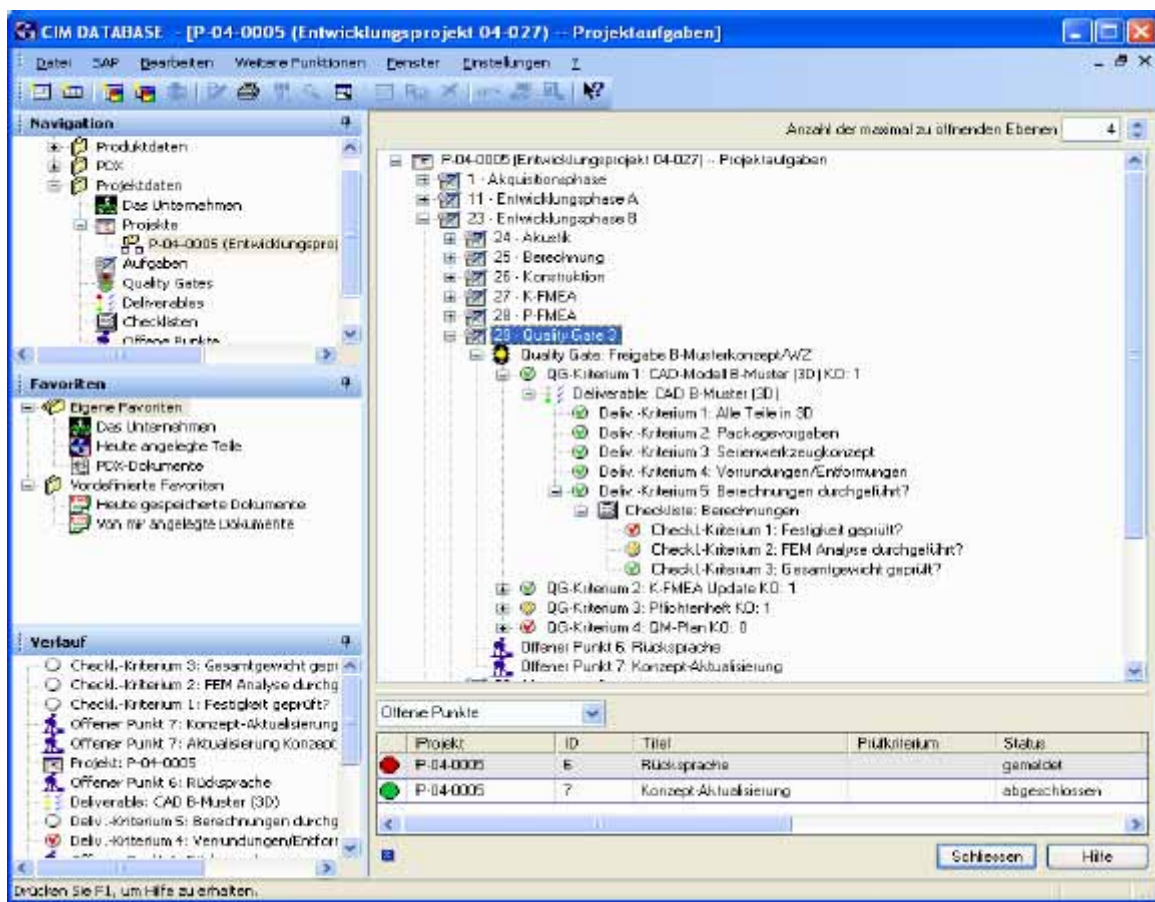 CIM DATABASE - [P-04-0005 (Entwicklungsprojekt 04-027) -- Projektaufgaben]
Datei SAP Bearbeiten Weitere Funktionen Fenster Einstellungen ?
Navigation
Produktdaten
PDX
Projektdaten
Das Unternehmen
Projekte
P-04-0005 (Entwicklungsproj
Aufgaben
Quality Gates
Deliverables
Checklisten
Offene Punkte
Favoriten
Eigene Favoriten
Das Unternehmen
Heute angelegte Teile
PDX-Dokumente
Vordefinierte Favoriten
Heute gespeicherte Dokumente
Von mir angelegte Dokumente
Verlauf
Checkl.-Kriterium 3: Gesamtgewicht gepr
Checkl.-Kriterium 2: FEM Analyse durchg
Checkl.-Kriterium 1: Festigkeit geprüft?
Offener Punkt 7: Konzept-Aktualisierung
Offener Punkt 7: Aktualisierung Konzept
Projekt: P-04-0005
Offener Punkt 6: Rücksprache
Deliverable: CAD B-Muster (3D)
Deliv.-Kriterium 5: Berechnungen durchg
Deliv.-Kriterium 4: Verrundungen/Entfor
Anzahl der maximal zu öffnenden Ebenen 4
P-04-0005 (Entwicklungsprojekt 04-027) -- Projektaufgaben
1 - Akquisitionsphase
11 - Entwicklungsphase A
23 - Entwicklungsphase B
24 - Akustik
25 - Berechnung
26 - Konstruktion
27 - K-FMEA
28 - P-FMEA
29 - Quality Gate 3
Quality Gate: Freigabe B-Musterkonzept/WZ
QG-Kriterium 1: CAD-Modell B-Muster (3D) KO: 1
Deliverable: CAD B-Muster (3D)
Deliv.-Kriterium 1: Alle Teile in 3D
Deliv.-Kriterium 2: Packagevorgaben
Deliv.-Kriterium 3: Serienwerkzeugkonzept
Deliv.-Kriterium 4: Verrundungen/Entformungen
Deliv.-Kriterium 5: Berechnungen durchgeführt?
Checkliste: Berechnungen
Check.l.-Kriterium 1: Festigkeit geprüft?
Check.l.-Kriterium 2: FEM Analyse durchgeführt?
Check.l.-Kriterium 3: Gesamtgewicht geprüft?
QG-Kriterium 2: K-FMEA Update KO: 1
QG-Kriterium 3: Pflichtenheft KO: 1
QG-Kriterium 4: QM-Plan KO: 0
Offener Punkt 6: Rücksprache
Offener Punkt 7: Konzept-Aktualisierung
Offene Punkte
Projekt ID Titel Prüfkriterium Status
P-04-0005 6 Rücksprache gemeldet
P-04-0005 7 Konzept-Aktualisierung abgeschlossen
Schliessen Hilfe
Drücken Sie F1, um Hilfe zu erhalten.